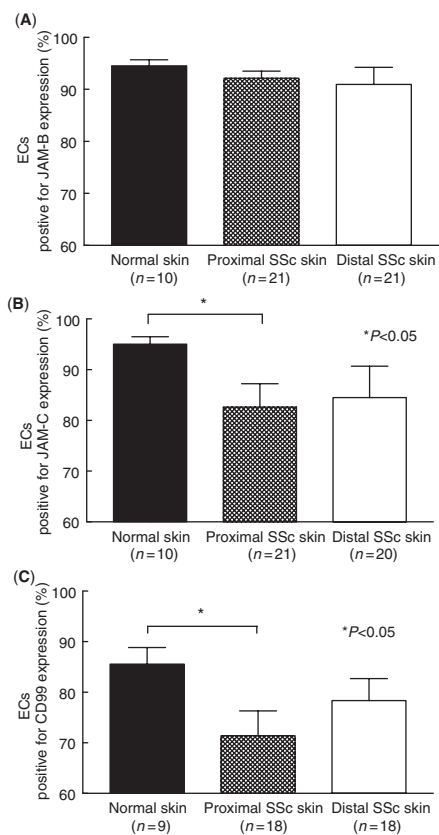 (A)
100
90
80
70
60
ECs
postive for JAM-B expression (%)
Normal skin
(n=10)
Proximal SSc skin
(n=21)
Distal SSc skin
(n=21)
(B)
100
90
80
70
60
ECs
positive for JAM-C expression (%)
*
*P<0.05
Normal skin
(n=10)
Proximal SSc skin
(n=21)
Distal SSc skin
(n=20)
(C)
100
90
80
70
60
ECs
positive for CD99 expression (%)
*
*P<0.05
Normal skin
(n=9)
Proximal SSc skin
(n=18)
Distal SSc skin
(n=18)